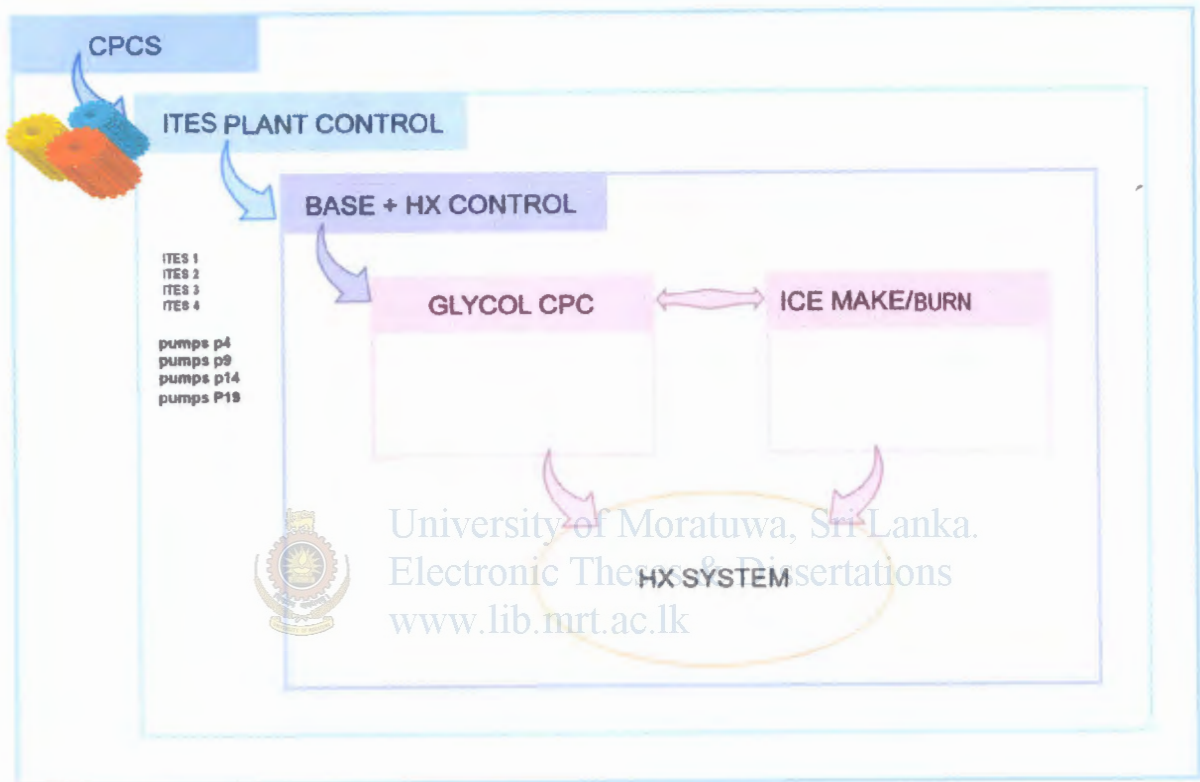 CPCS
ITES PLANT CONTROL
BASE + HX CONTROL
ITES 1
ITES 2
ITES 3
ITES 4
pumps p4
pumps p9
pumps p14
pumps P19
GLYCOL CPC
ICE MAKE/BURN
University of Moratuwa, Sri Lanka.
Electronic Theses & Dissertations
www.lib.mrt.ac.lk
HX SYSTEM